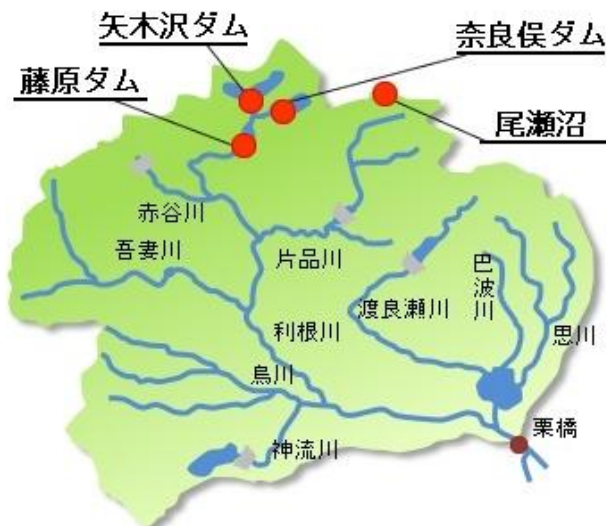 矢木沢ダム
奈良俣ダム
藤原ダム
尾瀬沼
赤谷川
吾妻川
片品川
巴波川
渡良瀬川
利根川
思川
烏川
栗橋
神流川